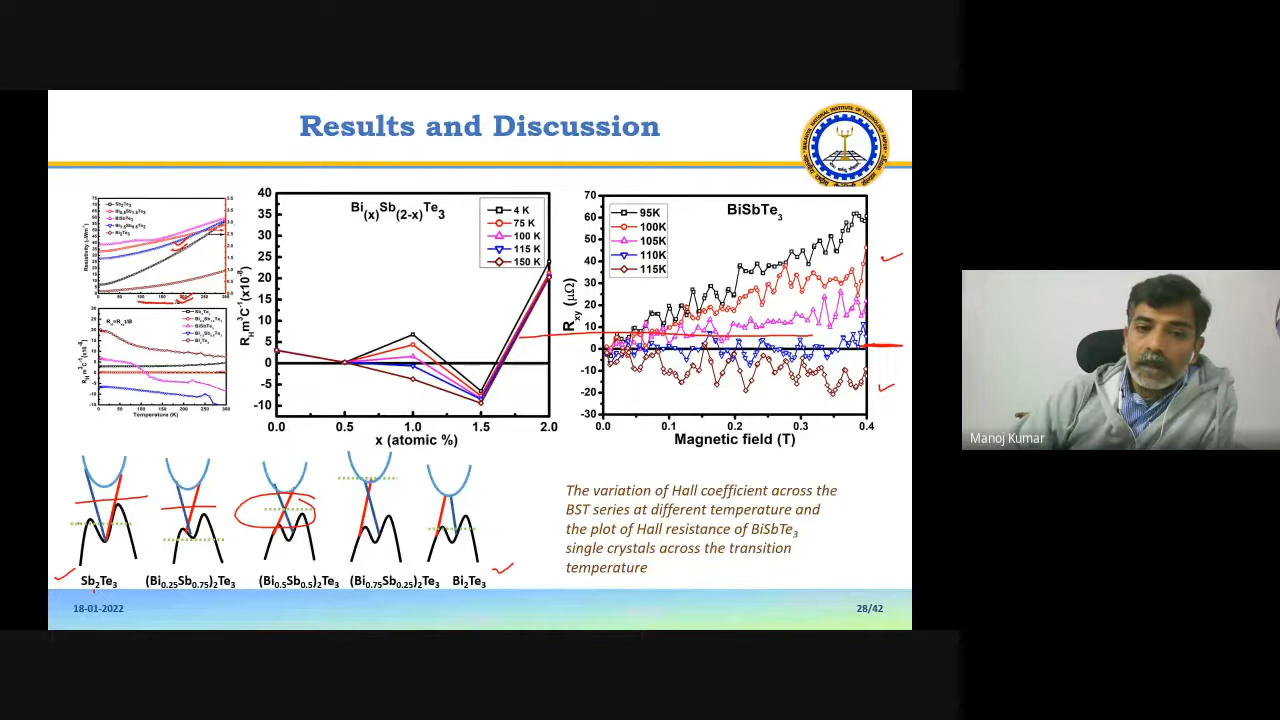 Results and Discussion
Sb2Te3
BiSbTe3
Bi2Te3
Resistivity
Temperature (K)
Bi(x)Sb(2-x)Te3
4 K
75 K
100 K
115 K
150 K
RH m3C-1(x10-8)
40
35
30
25
20
15
10
5
0
-5
-10
0.0 0.5 1.0 1.5 2.0
x (atomic %)
BiSbTe3
95K
100K
105K
110K
115K
Rxy (μΩ)
70
60
50
40
30
20
10
0
-10
-20
-30
0.0 0.1 0.2 0.3 0.4
Magnetic field (T)
Manoj Kumar
The variation of Hall coefficient across the
BST series at different temperature and
the plot of Hall resistance of BiSbTe3
single crystals across the transition
temperature
Sb2Te3 (Bi0.25Sb0.75)2Te3 (Bi0.5Sb0.5)2Te3 (Bi0.75Sb0.25)2Te3 Bi2Te3
18-01-2022 28/42